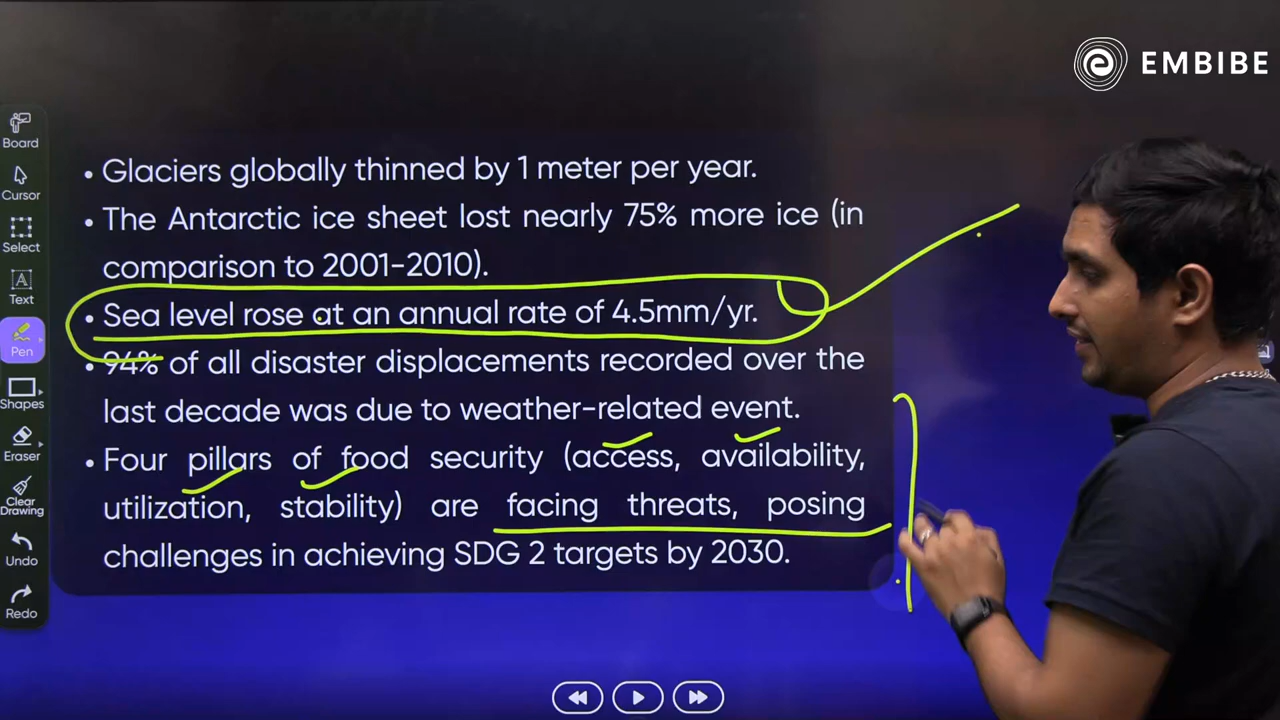 EMBIBE
Board
Cursor
Select
Text
Pen
Shapes
Eraser
Clear
Drawing
Undo
Redo
• Glaciers globally thinned by 1 meter per year.
• The Antarctic ice sheet lost nearly 75% more ice (in
comparison to 2001-2010).
• Sea level rose at an annual rate of 4.5mm/yr.
• 94% of all disaster displacements recorded over the
last decade was due to weather-related event.
• Four pillars of food security (access, availability,
utilization, stability) are facing threats, posing
challenges in achieving SDG 2 targets by 2030.